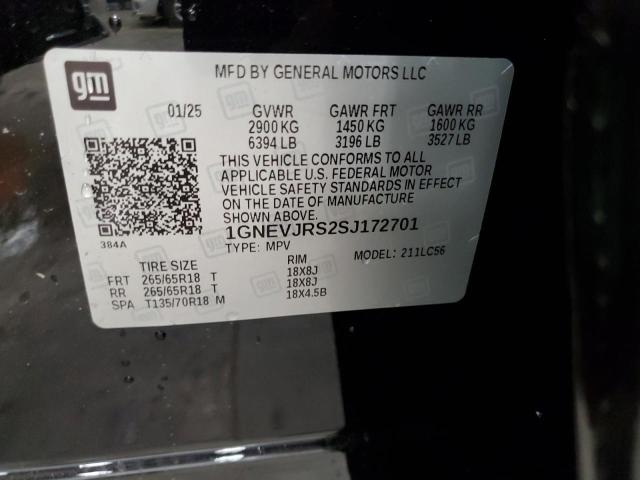 gm
MFD BY GENERAL MOTORS LLC
01/25 GVWR GAWR FRT GAWR RR
2900 KG 1450 KG 1600 KG
6394 LB 3196 LB 3527 LB
THIS VEHICLE CONFORMS TO ALL
APPLICABLE U.S. FEDERAL MOTOR
VEHICLE SAFETY STANDARDS IN EFFECT
ON THE DATE OF MANUFACTURE
SHOWN ABOVE.
1GNEVJRS2SJ172701
384A
TYPE: MPV MODEL: 211LC56
TIRE SIZE RIM
FRT 265/65R18 T 18X8J
RR 265/65R18 T 18X8J
SPA T135/70R18 M 18X4.5B